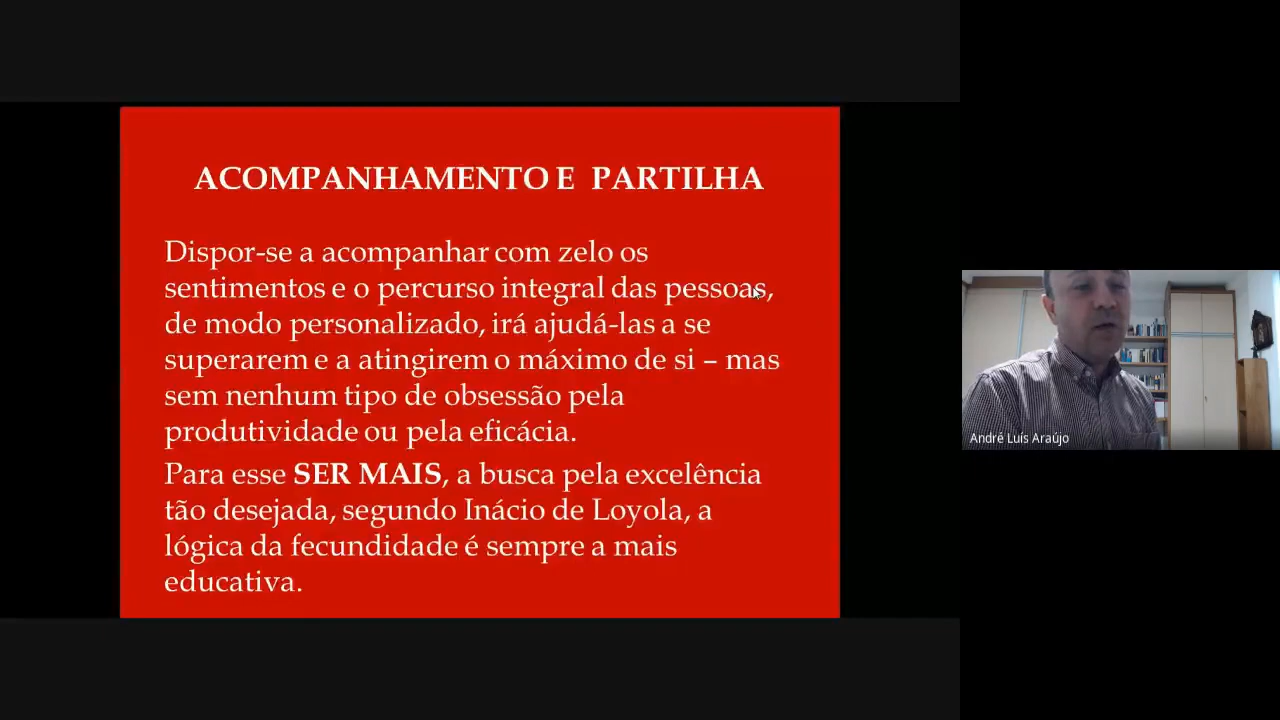 ACOMPANHAMENTO E PARTILHA
Dispor-se a acompanhar com zelo os
sentimentos e o percurso integral das pessoas,
de modo personalizado, irá ajudá-las a se
superarem e a atingirem o máximo de si – mas
sem nenhum tipo de obsessão pela
produtividade ou pela eficácia.
Para esse SER MAIS, a busca pela excelência
tão desejada, segundo Inácio de Loyola, a
lógica da fecundidade é sempre a mais
educativa.
André Luís Araújo